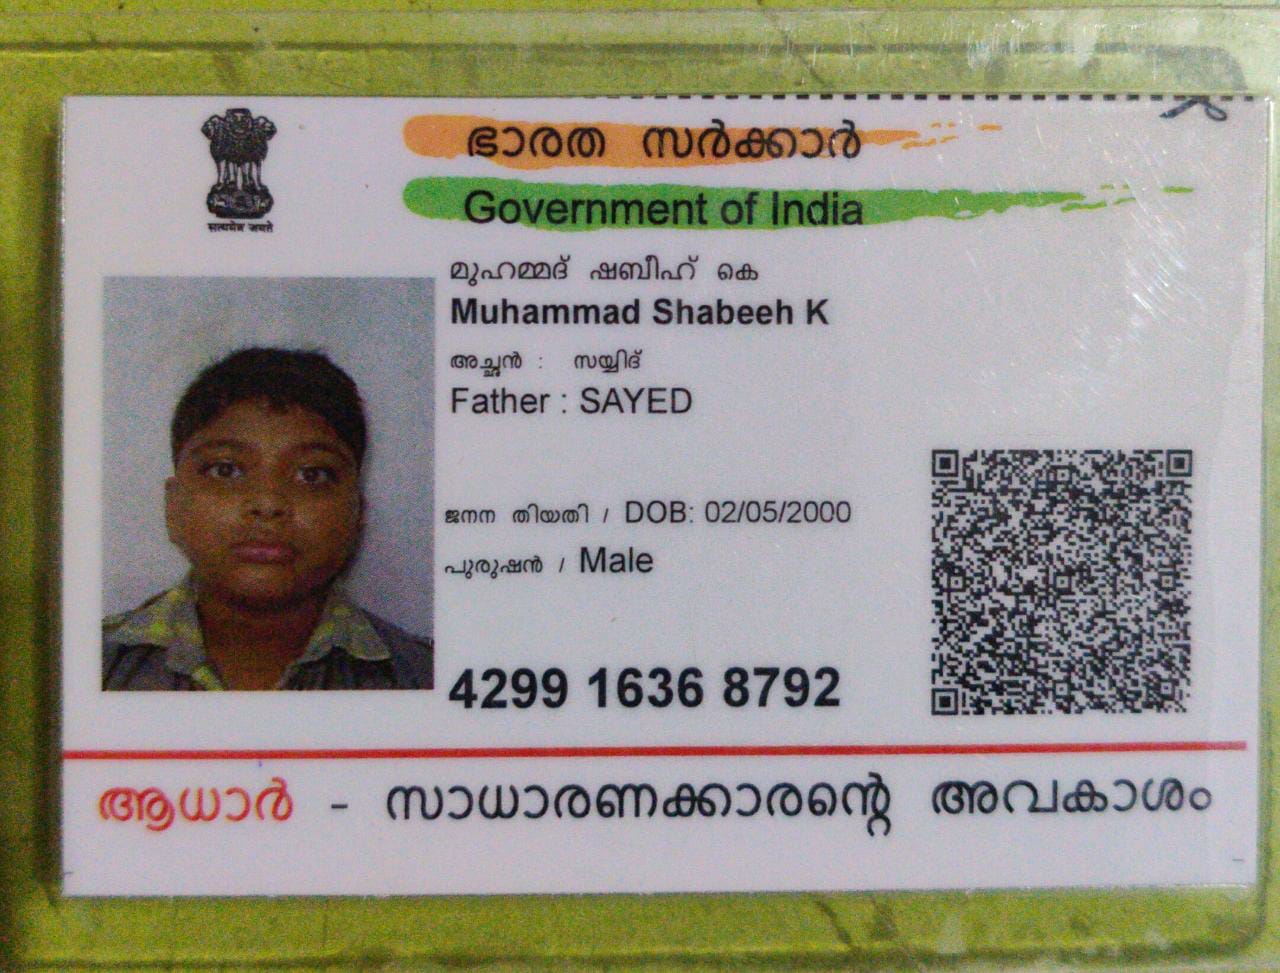 ഭാരത സർക്കാർ
Government of India
सत्यमेव जयते
മുഹമ്മദ് ഷബീഹ് കെ
Muhammad Shabeeh K
അച്ഛൻ : സയ്യിദ്
Father : SAYED
ജനന തിയതി / DOB: 02/05/2000
പുരുഷൻ / Male
4299 1636 8792
ആധാർ - സാധാരണക്കാരന്റെ അവകാശം